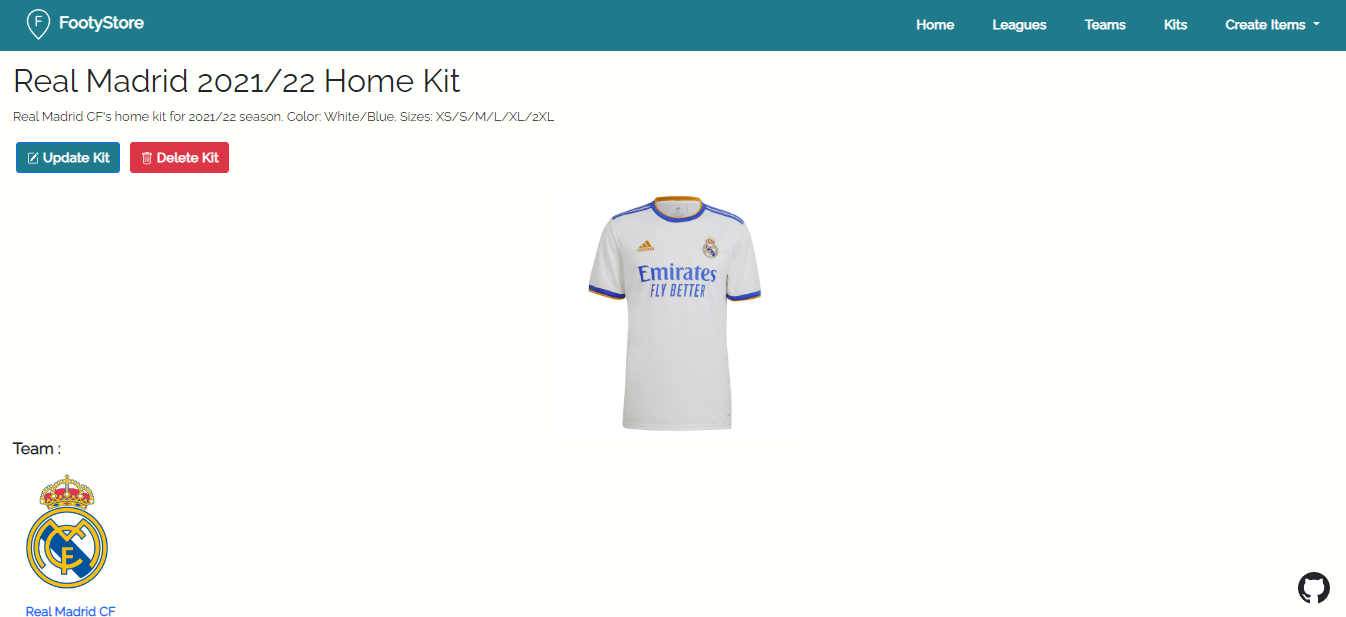 F FootyStore Home Leagues Teams Kits Create Items
Real Madrid 2021/22 Home Kit
Real Madrid CF's home kit for 2021/22 season. Color: White/Blue. Sizes: XS/S/M/L/XL/2XL
Update Kit Delete Kit
adidas
Emirates
FLY BETTER
Team :
Real Madrid CF